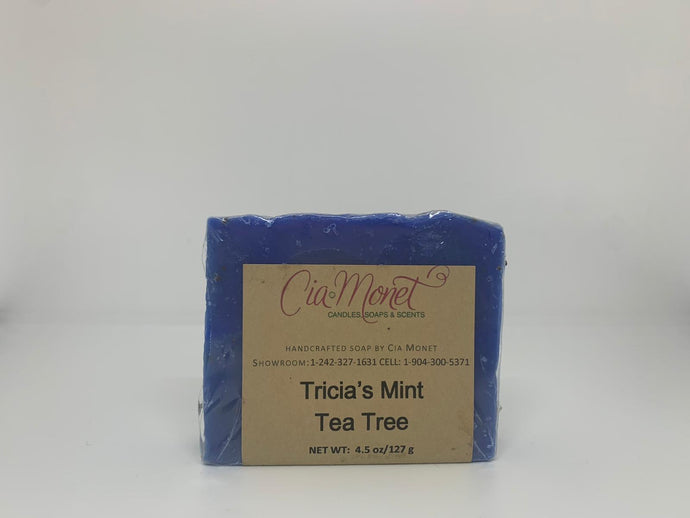 Cia Monet
CANDLES, SOAPS & SCENTS
HANDCRAFTED SOAP BY CIA MONET
SHOWROOM: 1-242-327-1631 CELL: 1-904-300-5371
Tricia's Mint
Tea Tree
NET WT: 4.5 oz/127 g